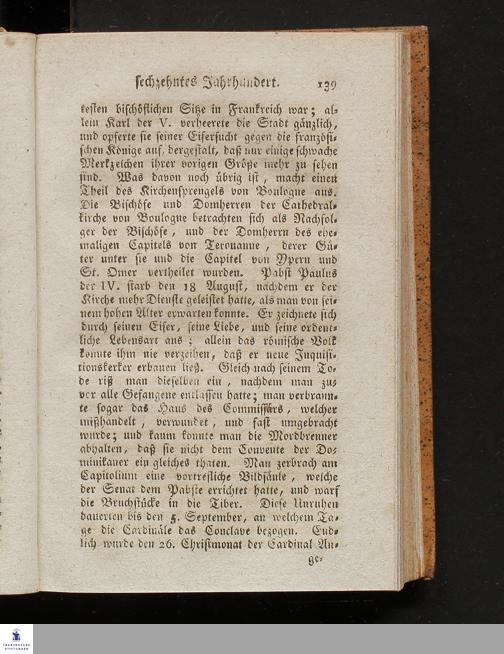 sechzehntes Jahrhundert. 139
testen bischöflichen Sitze in Frankreich war; al-
lein Karl der V. verheerete die Stadt gänzlich,
und opferte sie seiner Eifersucht gegen die französi-
schen Könige auf, dergestalt, daß nur einige schwache
Merkzeichen ihrer vorigen Größe mehr zu sehen
sind. Was davon noch übrig ist, macht einen
Theil des Kirchensprengels von Boulogne aus.
Die Bischöfe und Domherren der Cathedral-
kirche von Boulogne betrachten sich als Nachfol-
ger der Bischöfe, und der Domherrn des ehe-
maligen Capitels von Terouanne, derer Gü-
ter unter sie und die Capitel von Ypern und
St. Omer vertheilet wurden. Pabst Paulus
der IV. starb den 18 August, nachdem er der
Kirche mehr Dienste geleistet hatte, als man von sei-
nem hohen Alter erwarten konnte. Er zeichnete sich
durch seinen Eifer, seine Liebe, und seine ordent-
liche Lebensart aus; allein das römische Volk
konnte ihm nie verzeihen, daß er neue Inquisi-
tionskerker erbauen ließ. Gleich nach seinem To-
de riß man dieselben ein, nachdem man zu-
vor alle Gefangene entlassen hatte; man verbrann-
te sogar das Haus des Commissärs, welcher
mißhandelt, verwundet, und fast umgebracht
wurde; und kaum konnte man die Mordbrenner
abhalten, daß sie nicht dem Convente der Do-
minikaner ein gleiches thaten. Man zerbrach am
Capitolium eine vortrefliche Bildsäule, welche
der Senat dem Pabste errichtet hatte, und warf
die Bruchstücke in die Tiber. Diese Unruhen
dauerten bis den 5. September, an welchem Ta-
ge die Cardinäle das Conclave bezogen. End-
lich wurde den 26. Christmonat der Cardinal An-
ge-